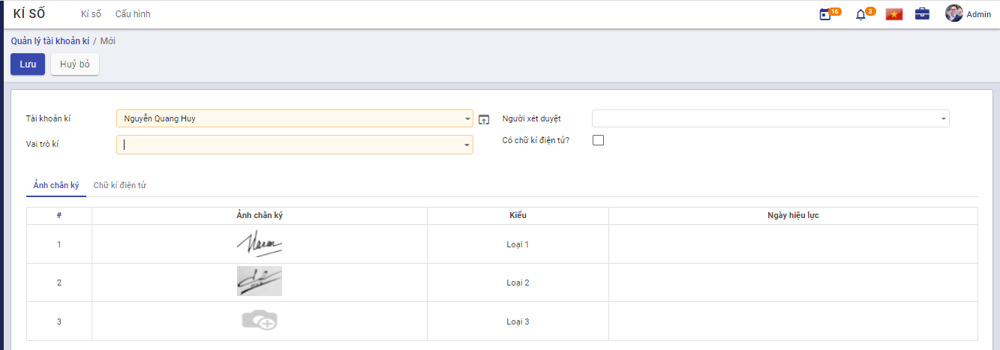 KÍ SỐ Kí số Cấu hình 16 3 Admin
Quản lý tài khoản kí / Mới
Lưu Huỷ bỏ
Tài khoản kí Nguyễn Quang Huy Người xét duyệt
Vai trò kí Có chữ kí điện tử?
Ảnh chân ký Chữ kí điện tử
# Ảnh chân ký Kiểu Ngày hiệu lực
1 Loại 1
2 Loại 2
3 Loại 3